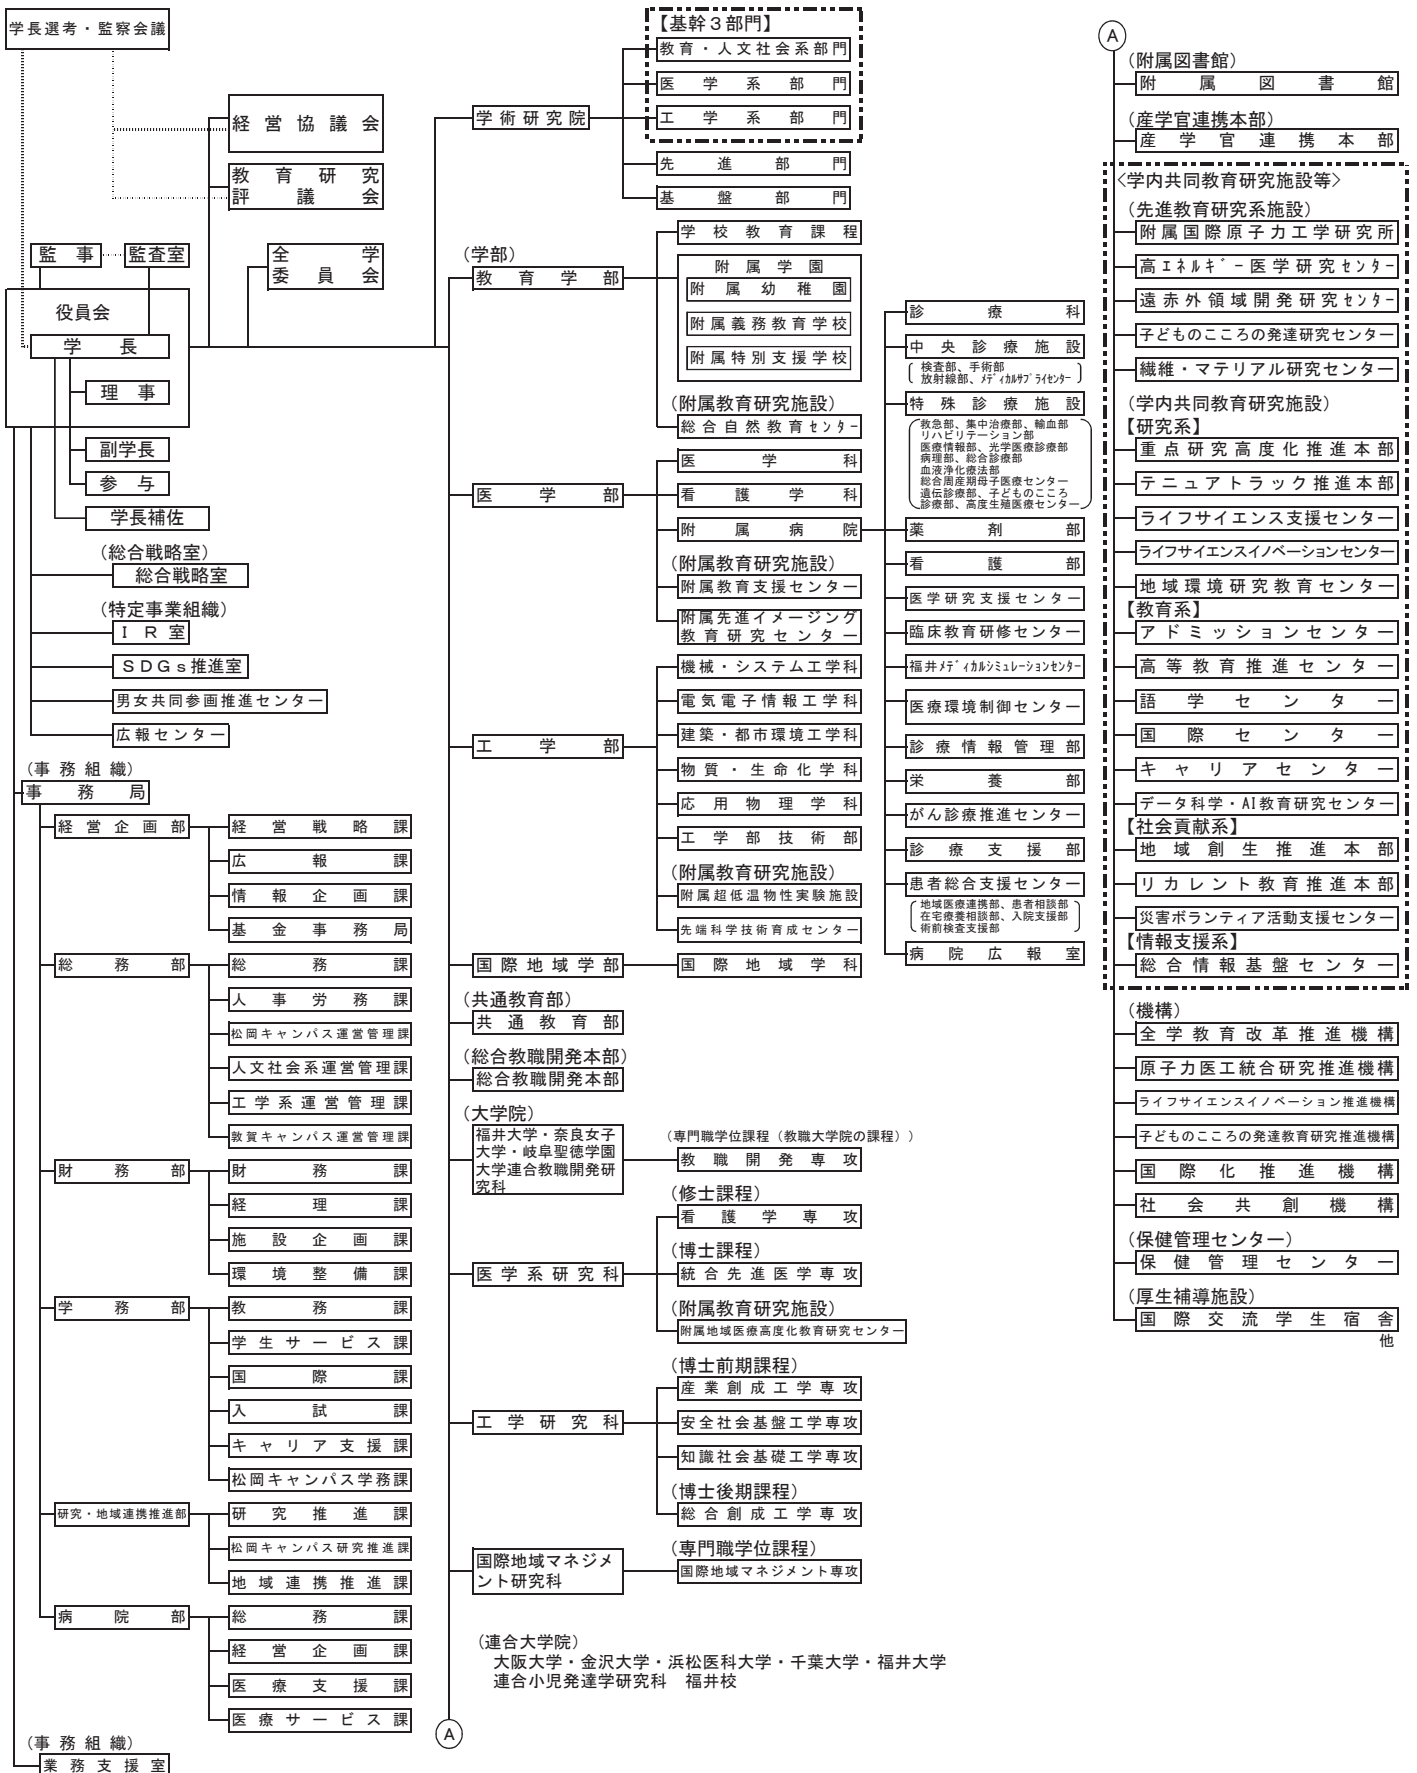 学長選考・監察会議
経営協議会
教育研究
評議会
監事
監査室
全学
委員会
役員会
学長
理事
副学長
参与
学長補佐
（総合戦略室）
総合戦略室
（特定事業組織）
ＩＲ室
ＳＤＧｓ推進室
男女共同参画推進センター
広報センター
（事務組織）
事務局
経営企画部
経営戦略課
広報課
情報企画課
基金事務局
総務部
総務課
人事労務課
松岡キャンパス運営管理課
人文社会系運営管理課
工学系運営管理課
敦賀キャンパス運営管理課
財務部
財務課
経理課
施設企画課
環境整備課
学務部
教務課
学生サービス課
国際課
入試課
キャリア支援課
松岡キャンパス学務課
研究・地域連携推進部
研究推進課
松岡キャンパス研究推進課
地域連携推進課
病院部
総務課
経営企画課
医療支援課
医療サービス課
（事務組織）
業務支援室
学術研究院
【基幹３部門】
教育・人文社会系部門
医学系部門
工学系部門
先進部門
基盤部門
（学部）
教育学部
学校教育課程
附属学園
附属幼稚園
附属義務教育学校
附属特別支援学校
（附属教育研究施設）
総合自然教育ｾﾝﾀｰ
医学部
医学科
看護学科
附属病院
（附属教育研究施設）
附属教育支援センター
附属先進イメージング
教育研究センター
診療科
中央診療施設
検査部、手術部
放射線部、ﾒﾃﾞｨｶﾙｻﾌﾟﾗｲｾﾝﾀｰ
特殊診療施設
救急部、集中治療部、輸血部
リハビリテーション部
医療情報部、光学医療診療部
病理部、総合診療部
血液浄化療法部
総合周産期母子医療センター
遺伝診療部、子どものこころ
診療部、高度生殖医療センター
薬剤部
看護部
医学研究支援センター
臨床教育研修センター
福井ﾒﾃﾞｨｶﾙｼﾐｭﾚｰｼｮﾝｾﾝﾀｰ
医療環境制御センター
診療情報管理部
栄養部
がん診療推進センター
診療支援部
患者総合支援センター
地域医療連携部、患者相談部
在宅療養相談部、入院支援部
術前検査支援部
病院広報室
工学部
機械・システム工学科
電気電子情報工学科
建築・都市環境工学科
物質・生命化学科
応用物理学科
工学部技術部
（附属教育研究施設）
附属超低温物性実験施設
先端科学技術育成センター
国際地域学部
国際地域学科
（共通教育部）
共通教育部
（総合教職開発本部）
総合教職開発本部
（大学院）
福井大学・奈良女子
大学・岐阜聖徳学園
大学連合教職開発研
究科
（専門職学位課程（教職大学院の課程））
教職開発専攻
医学系研究科
（修士課程）
看護学専攻
（博士課程）
統合先進医学専攻
（附属教育研究施設）
附属地域医療高度化教育研究センター
工学研究科
（博士前期課程）
産業創成工学専攻
安全社会基盤工学専攻
知識社会基礎工学専攻
（博士後期課程）
総合創成工学専攻
国際地域マネジメ
ント研究科
（専門職学位課程）
国際地域マネジメント専攻
（連合大学院）
大阪大学・金沢大学・浜松医科大学・千葉大学・福井大学
連合小児発達学研究科　福井校
A
A
（附属図書館）
附属図書館
（産学官連携本部）
産学官連携本部
＜学内共同教育研究施設等＞
（先進教育研究系施設）
附属国際原子力工学研究所
高ｴﾈﾙｷﾞｰ医学研究ｾﾝﾀｰ
遠赤外領域開発研究ｾﾝﾀｰ
子どものこころの発達研究センター
繊維・マテリアル研究センター
（学内共同教育研究施設）
【研究系】
重点研究高度化推進本部
テニュアトラック推進本部
ライフサイエンス支援センター
ライフサイエンスイノベーションセンター
地域環境研究教育センター
【教育系】
アドミッションセンター
高等教育推進センター
語学センター
国際センター
キャリアセンター
データ科学・AI教育研究センター
【社会貢献系】
地域創生推進本部
リカレント教育推進本部
災害ボランティア活動支援センター
【情報支援系】
総合情報基盤センター
（機構）
全学教育改革推進機構
原子力医工統合研究推進機構
ライフサイエンスイノベーション推進機構
子どものこころの発達教育研究推進機構
国際化推進機構
社会共創機構
（保健管理センター）
保健管理センター
（厚生補導施設）
国際交流学生宿舎
他